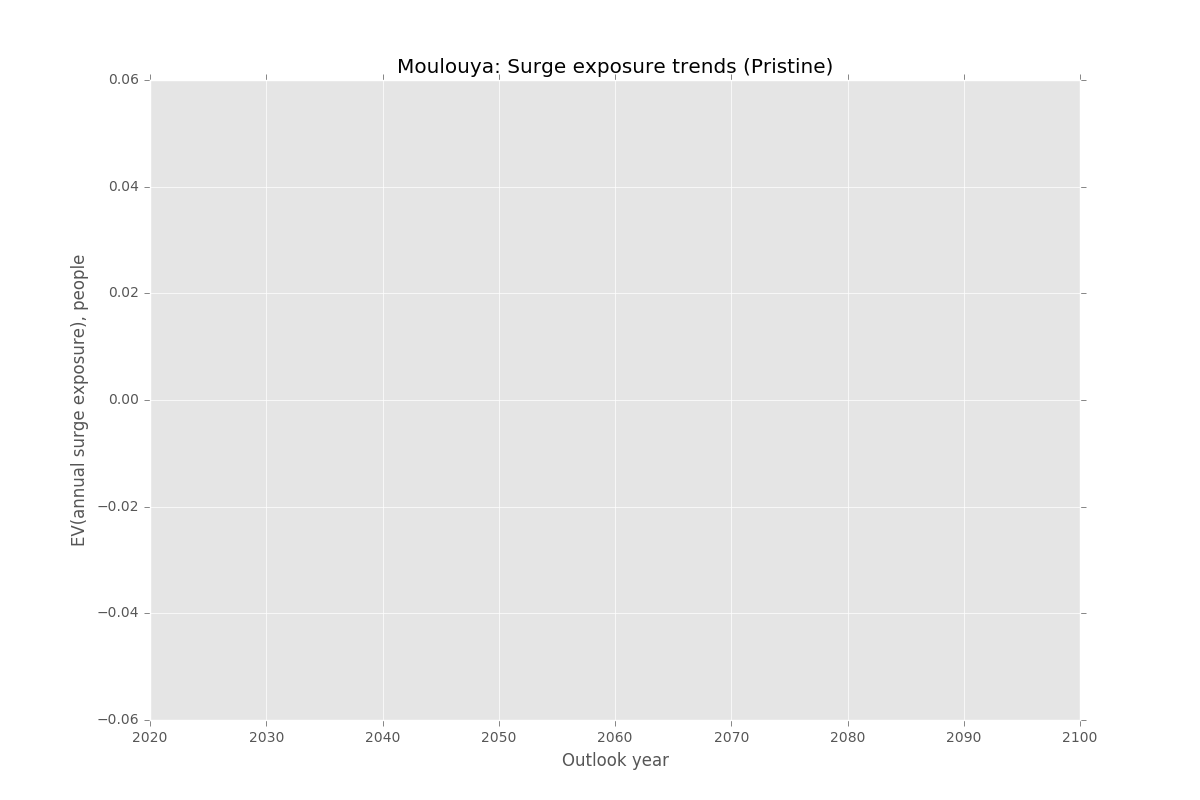 Moulouya: Surge exposure trends (Pristine)
0.06
0.04
0.02
0.00
−0.02
−0.04
−0.06
EV(annual surge exposure), people
2020 2030 2040 2050 2060 2070 2080 2090 2100
Outlook year